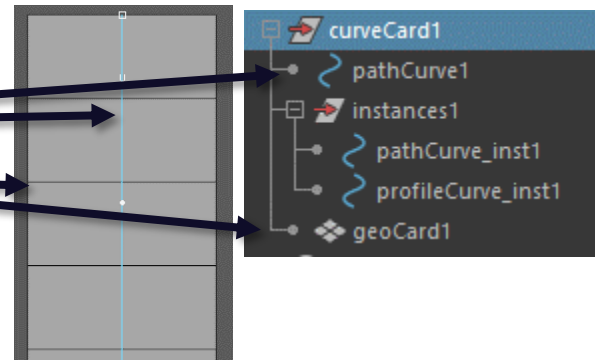 curveCard1
pathCurve1
instances1
pathCurve_inst1
profileCurve_inst1
geoCard1